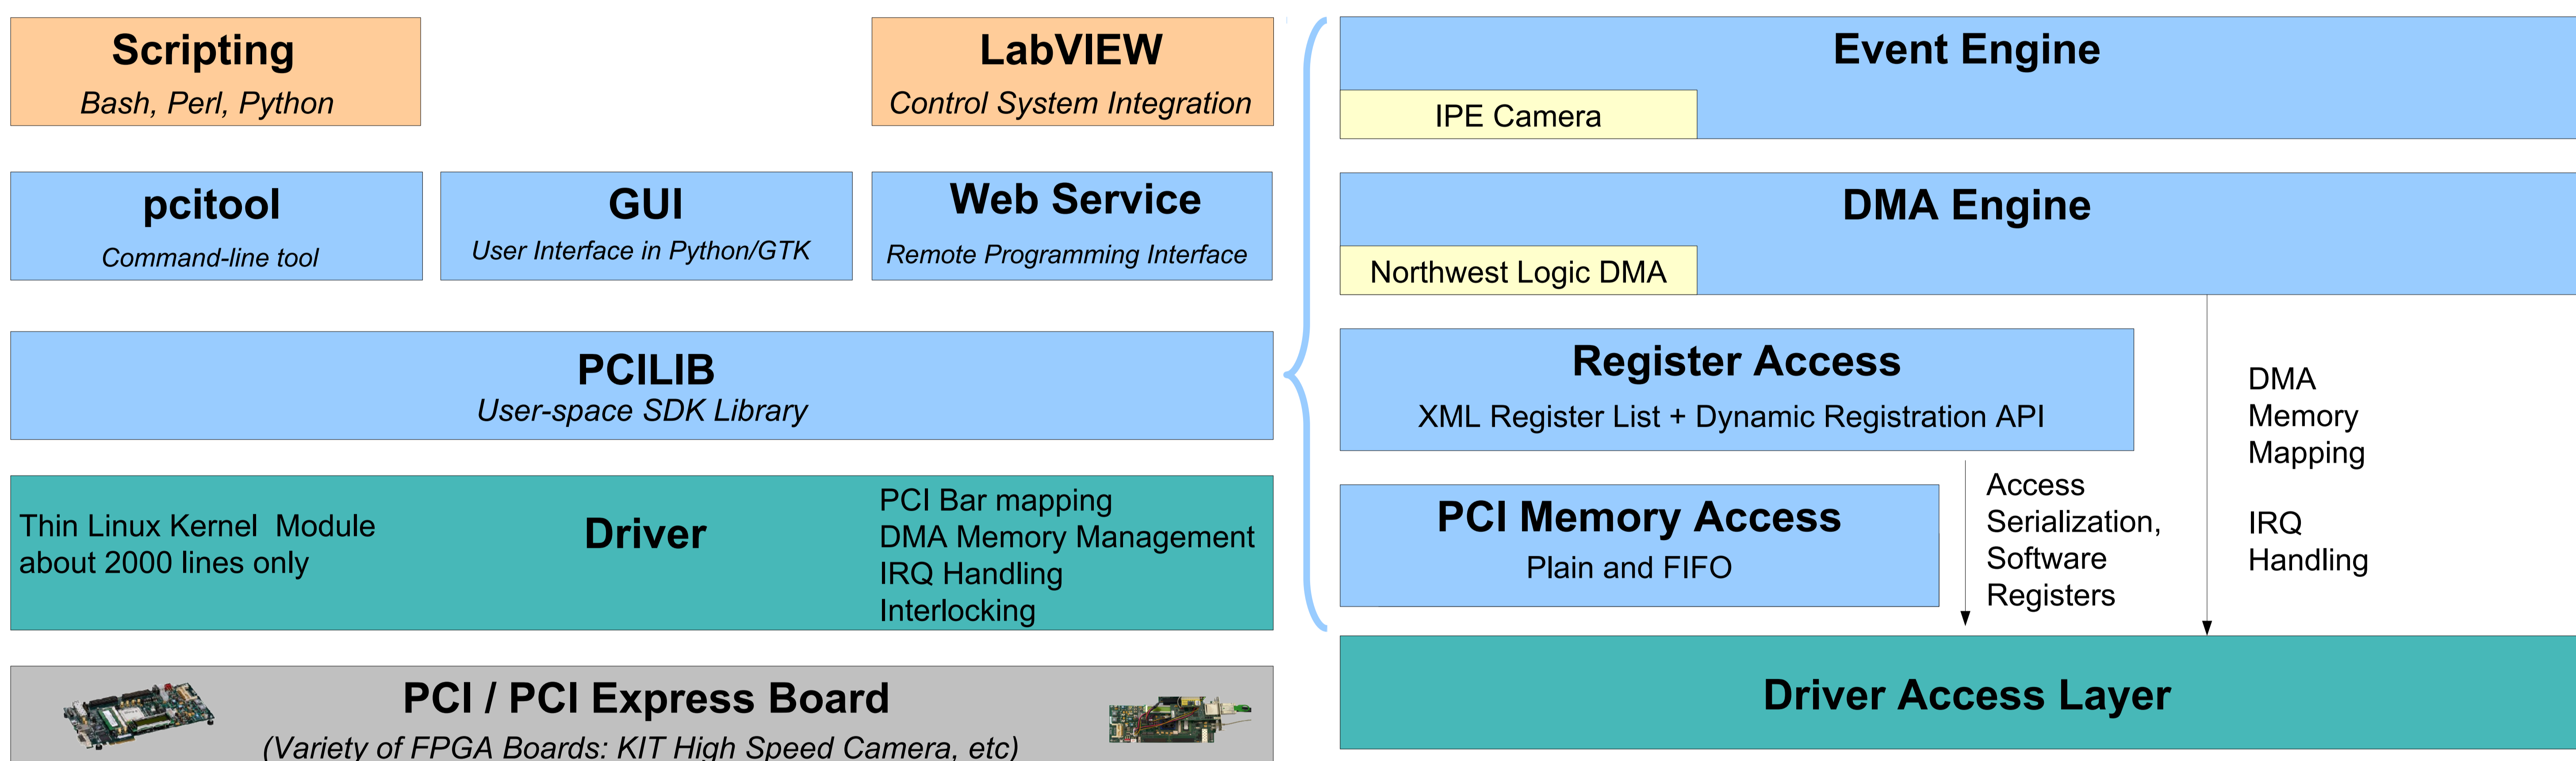 Scripting
Bash, Perl, Python
LabVIEW
Control System Integration
pcitool
Command-line tool
GUI
User Interface in Python/GTK
Web Service
Remote Programming Interface
PCILIB
User-space SDK Library
Thin Linux Kernel  Module
about 2000 lines only
Driver
PCI Bar mapping
DMA Memory Management
IRQ Handling
Interlocking
PCI / PCI Express Board
(Variety of FPGA Boards: KIT High Speed Camera, etc)
Event Engine
IPE Camera
DMA Engine
Northwest Logic DMA
Register Access
XML Register List + Dynamic Registration API
PCI Memory Access
Plain and FIFO
Access
Serialization,
Software
Registers
DMA
Memory
Mapping
IRQ
Handling
Driver Access Layer